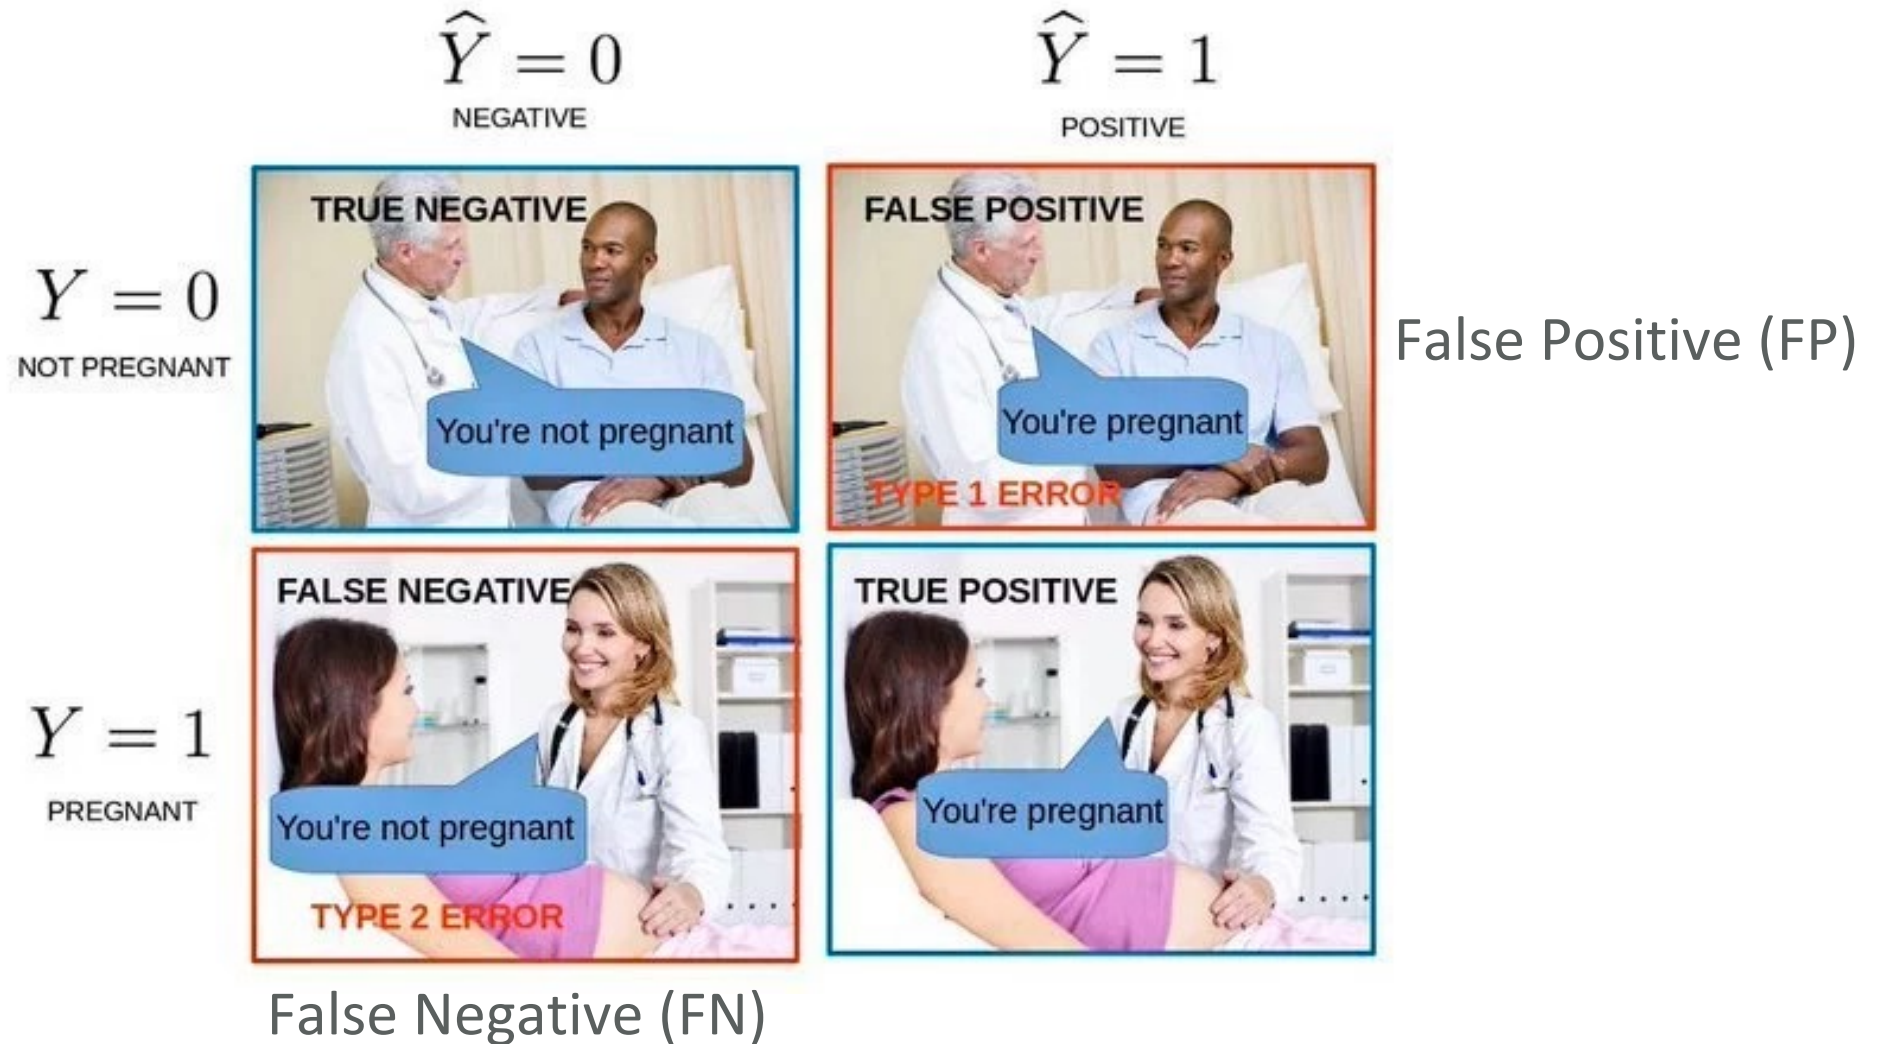 Ŷ = 0
NEGATIVE
Ŷ = 1
POSITIVE
Y = 0
NOT PREGNANT
TRUE NEGATIVE
You're not pregnant
FALSE POSITIVE
You're pregnant
TYPE 1 ERROR
False Positive (FP)
Y = 1
PREGNANT
FALSE NEGATIVE
You're not pregnant
TYPE 2 ERROR
TRUE POSITIVE
You're pregnant
False Negative (FN)